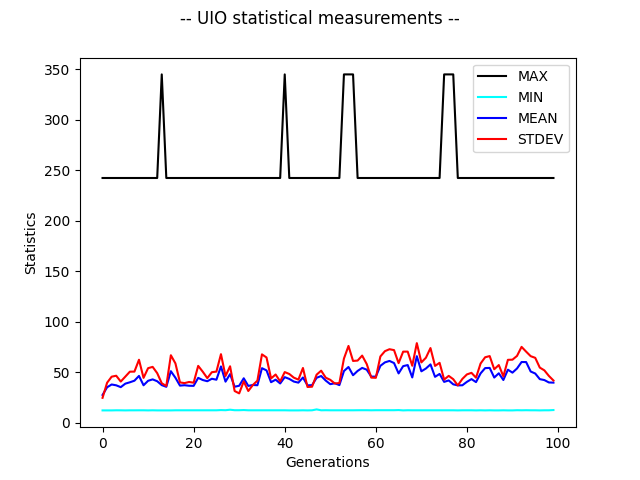 -- UIO statistical measurements --
350
300
250
200
150
100
50
0
Statistics
MAX
MIN
MEAN
STDEV
0 20 40 60 80 100
Generations